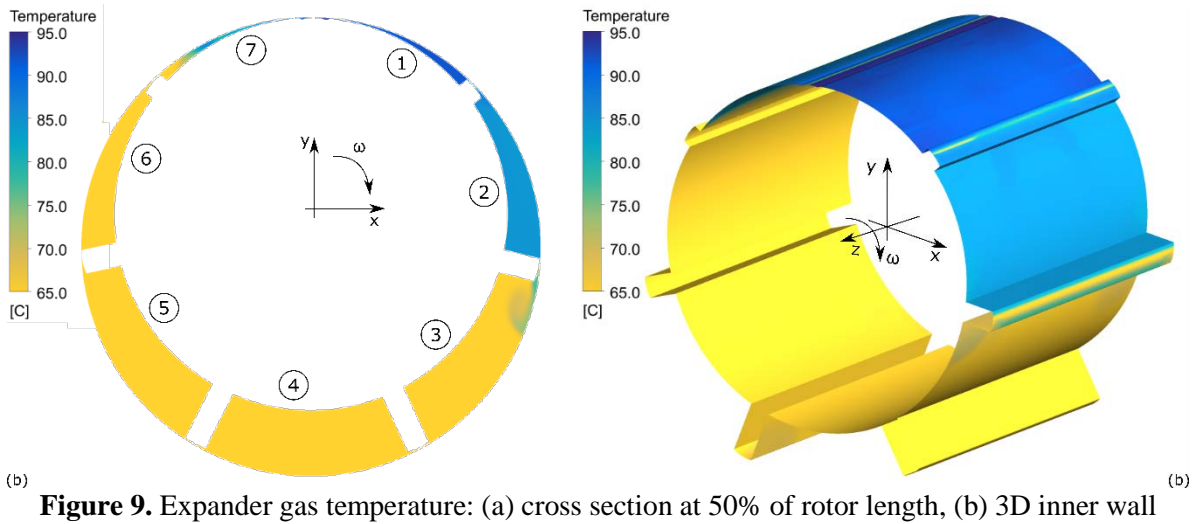 Temperature
95.0
90.0
85.0
80.0
75.0
70.0
65.0
[C]
7
1
6
2
y
ω
x
5
3
4
(b)
Temperature
95.0
90.0
85.0
80.0
75.0
70.0
65.0
[C]
y
z
ω
x
(b)
Figure 9. Expander gas temperature: (a) cross section at 50% of rotor length, (b) 3D inner wall